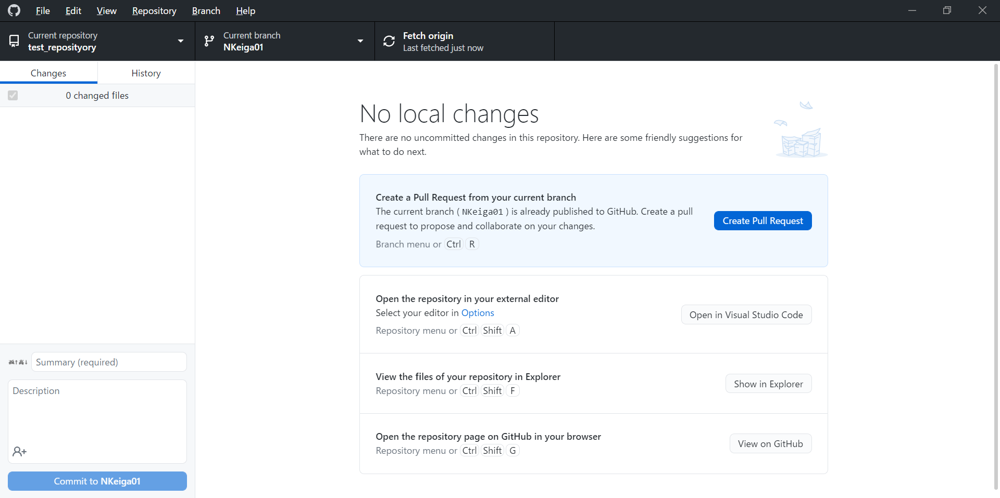 File Edit View Repository Branch Help
Current repository
test_reposityory
Current branch
NKeiga01
Fetch origin
Last fetched just now
Changes History
0 changed files
No local changes
There are no uncommitted changes in this repository. Here are some friendly suggestions for
what to do next.
Create a Pull Request from your current branch
The current branch ( NKeiga01 ) is already published to GitHub. Create a pull
request to propose and collaborate on your changes.
Branch menu or Ctrl R
Create Pull Request
Open the repository in your external editor
Select your editor in Options
Repository menu or Ctrl Shift A
Open in Visual Studio Code
View the files of your repository in Explorer
Repository menu or Ctrl Shift F
Show in Explorer
Open the repository page on GitHub in your browser
Repository menu or Ctrl Shift G
View on GitHub
Summary (required)
Description
Commit to NKeiga01